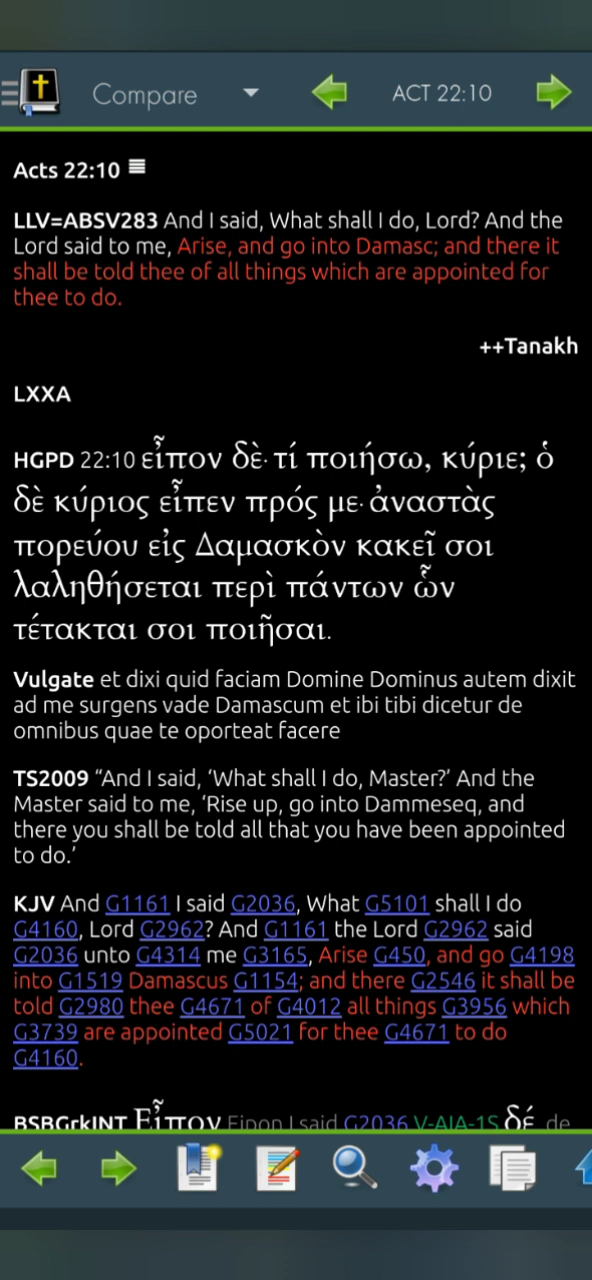 Compare
ACT 22:10
Acts 22:10
LLV=ABSV283 And I said, What shall I do, Lord? And the
Lord said to me, Arise, and go into Damasc; and there it
shall be told thee of all things which are appointed for
thee to do.
++Tanakh
LXXA
HGPD 22:10 εἶπον δὲ· τί ποιήσω, κύριε; ὁ
δὲ κύριος εἶπεν πρός με· ἀναστὰς
πορεύου εἰς Δαμασκὸν κακεῖ σοι
λαληθήσεται περὶ πάντων ὧν
τέτακται σοι ποιῆσαι.
Vulgate et dixi quid faciam Domine Dominus autem dixit
ad me surgens vade Damascum et ibi tibi dicetur de
omnibus quae te oporteat facere
TS2009 “And I said, ‘What shall I do, Master?’ And the
Master said to me, ‘Rise up, go into Dammeseq, and
there you shall be told all that you have been appointed
to do.’
KJV And G1161 I said G2036, What G5101 shall I do
G4160, Lord G2962? And G1161 the Lord G2962 said
G2036 unto G4314 me G3165, Arise G450, and go G4198
into G1519 Damascus G1154; and there G2546 it shall be
told G2980 thee G4671 of G4012 all things G3956 which
G3739 are appointed G5021 for thee G4671 to do
G4160.
BSBGrkINT Εἶπον Eipon I said G2036 V-AIA-1S δέ de